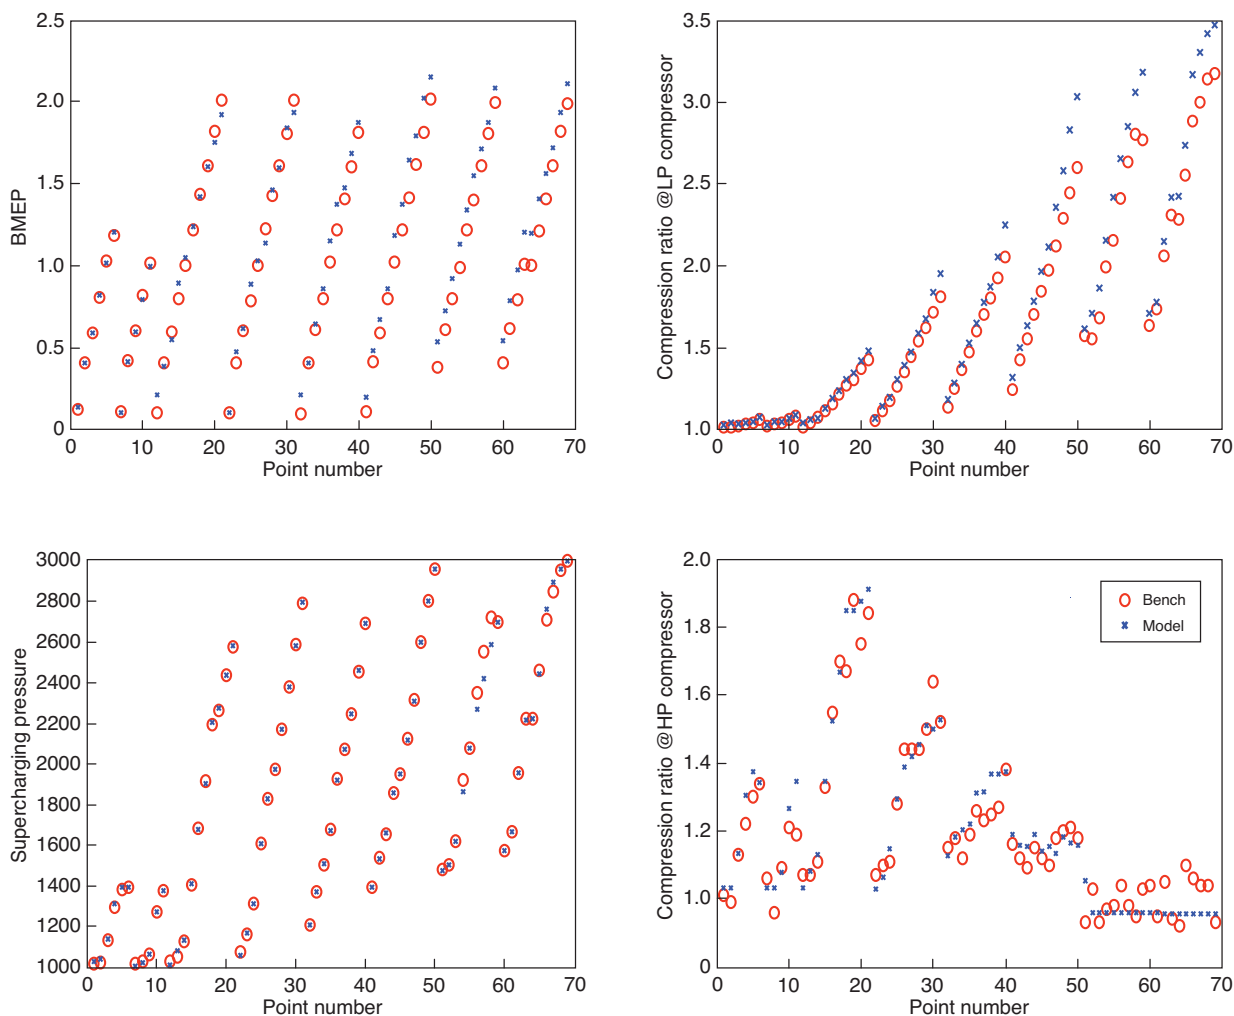 2.5
2.0
1.5
1.0
0.5
0
BMEP
0 10 20 30 40 50 60 70
Point number
3.5
3.0
2.5
2.0
1.5
1.0
Compression ratio @LP compressor
0 10 20 30 40 50 60 70
Point number
3000
2800
2600
2400
2200
2000
1800
1600
1400
1200
1000
Supercharging pressure
0 10 20 30 40 50 60 70
Point number
2.0
1.8
1.6
1.4
1.2
1.0
0
Compression ratio @HP compressor
Bench
Model
0 10 20 30 40 50 60 70
Point number